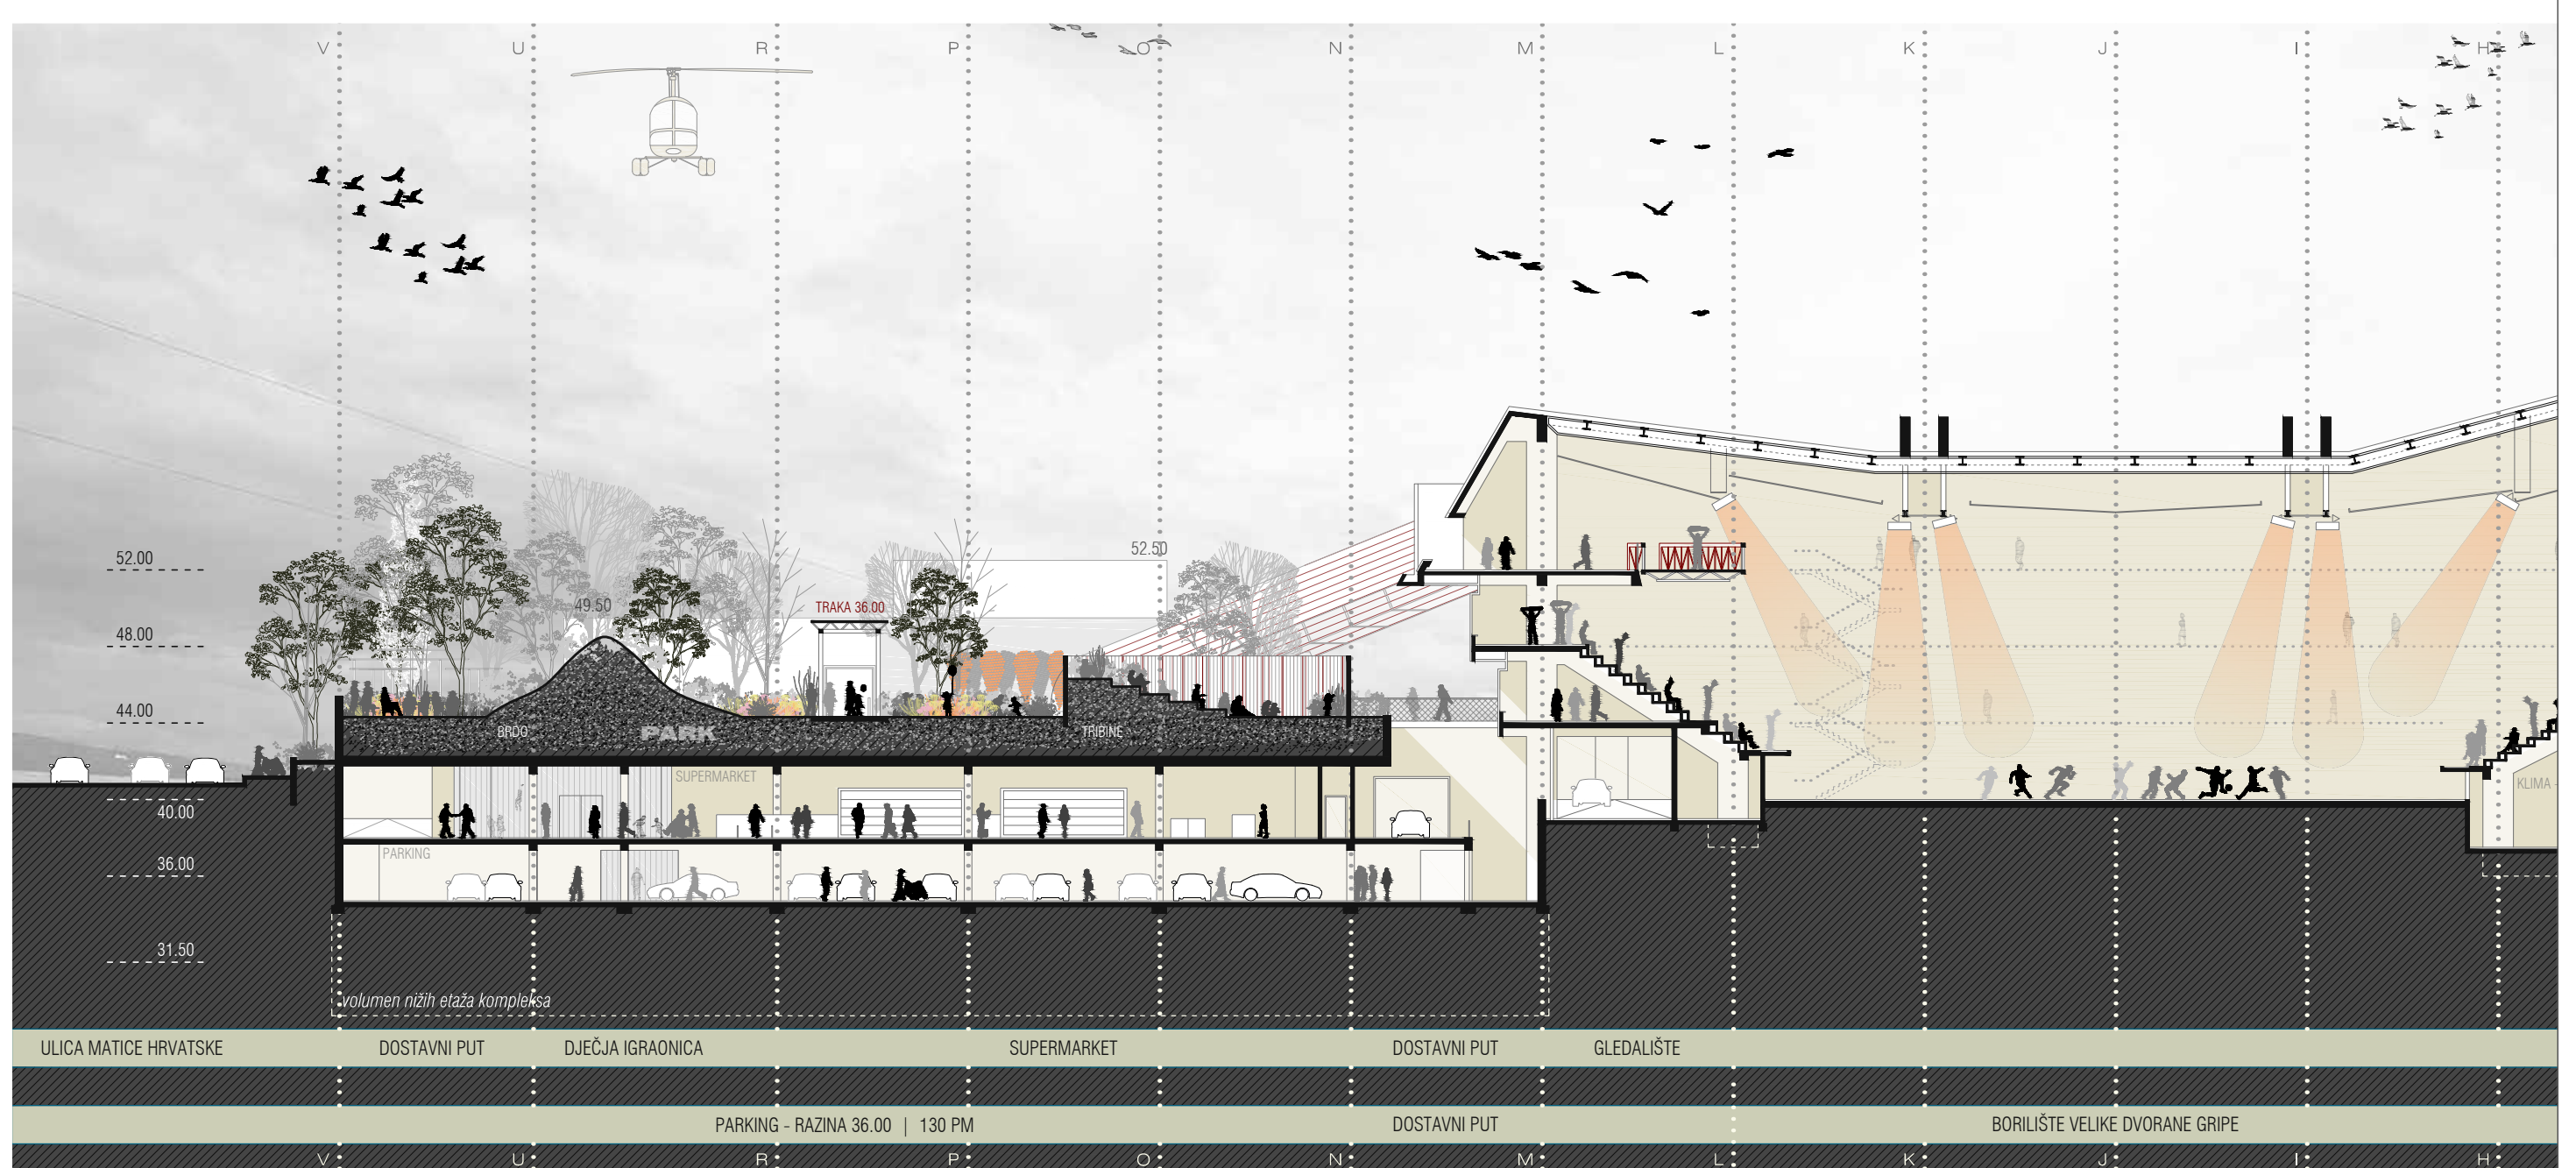 V U R P O N M L K J I H
52.00
52.50
49.50
TRAKA 36.00
48.00
44.00
BRDO
PARK
TRIBINE
SUPERMARKET
KLIMA -
40.00
PARKING
36.00
31.50
volumen nižih etaža kompleksa
ULICA MATICE HRVATSKE DOSTAVNI PUT DJEČJA IGRAONICA SUPERMARKET DOSTAVNI PUT GLEDALIŠTE
PARKING - RAZINA 36.00 | 130 PM DOSTAVNI PUT BORILIŠTE VELIKE DVORANE GRIPE
V U R P O N M L K J I H